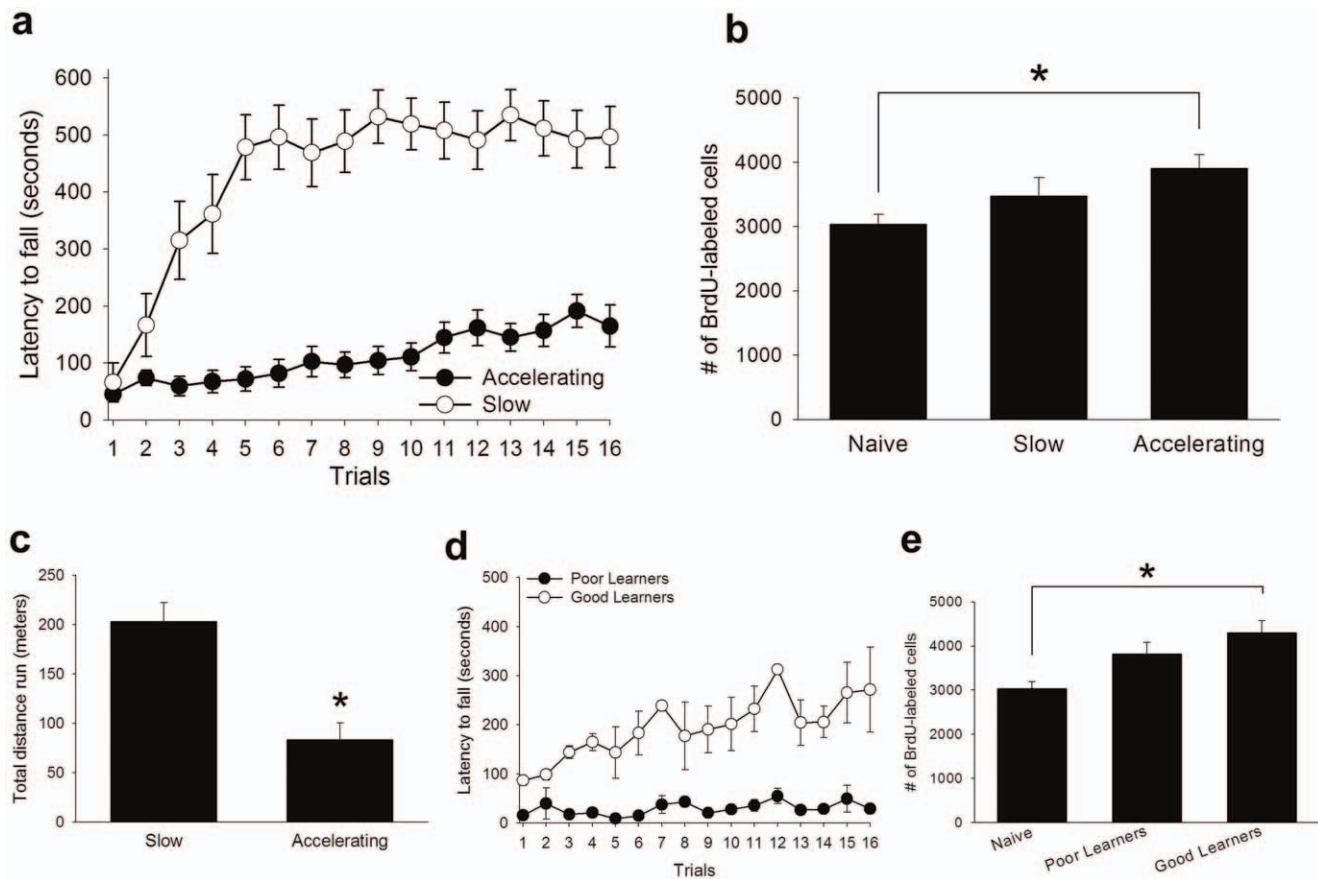 a
Latency to fall (seconds)
600
500
400
300
200
100
0
Accelerating
Slow
1 2 3 4 5 6 7 8 9 10 11 12 13 14 15 16
Trials
b
*
# of BrdU-labeled cells
5000
4000
3000
2000
1000
0
Naive Slow Accelerating
c
Total distance run (meters)
250
200
150
100
50
0
*
Slow Accelerating
d
Latency to fall (seconds)
500
400
300
200
100
0
Poor Learners
Good Learners
1 2 3 4 5 6 7 8 9 10 11 12 13 14 15 16
Trials
e
*
# of BrdU-labeled cells
5000
4000
3000
2000
1000
0
Naive
Poor Learners
Good Learners